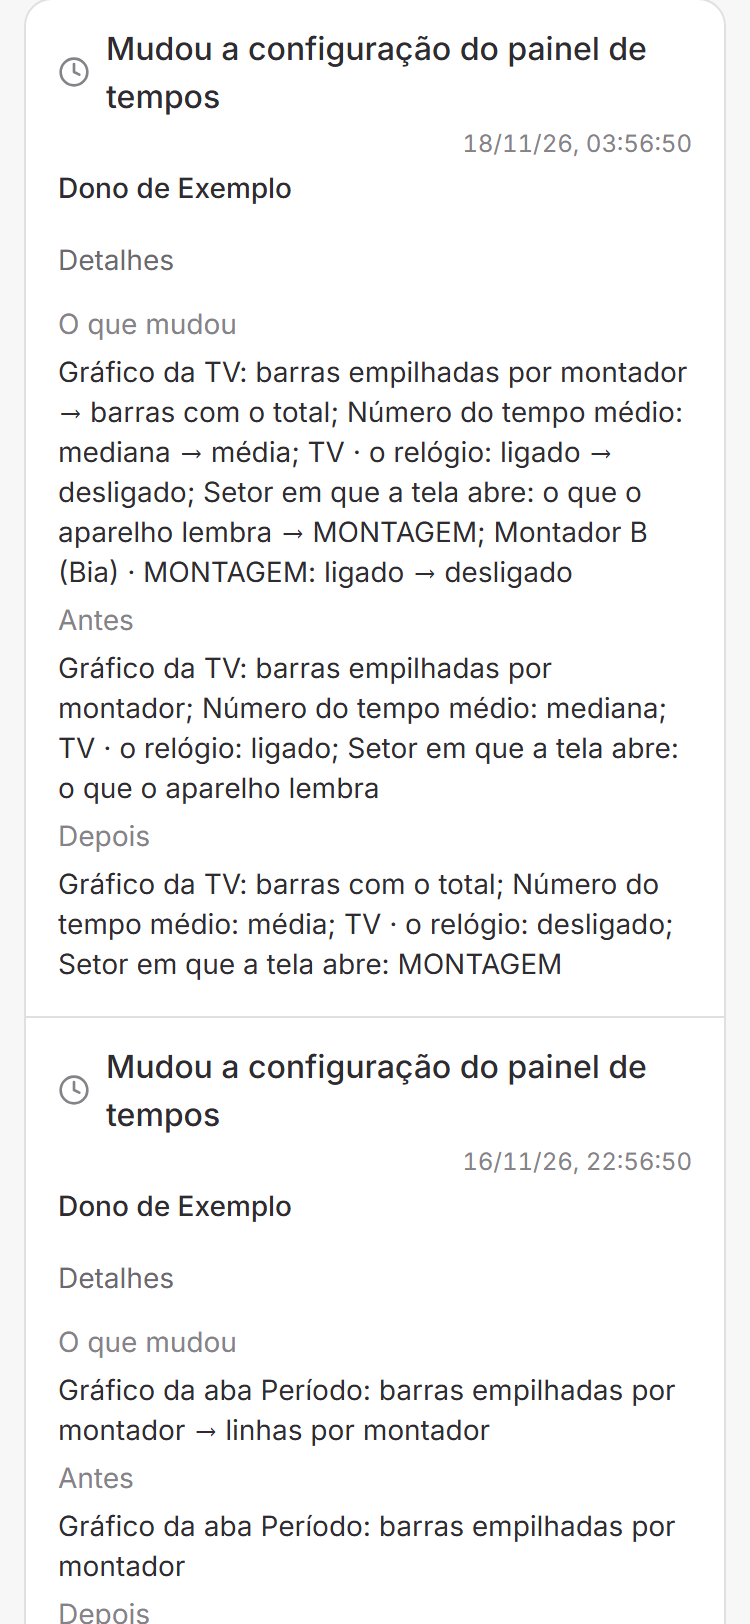 Mudou a configuração do painel de
tempos
18/11/26, 03:56:50
Dono de Exemplo
Detalhes
O que mudou
Gráfico da TV: barras empilhadas por montador
→ barras com o total; Número do tempo médio:
mediana → média; TV · o relógio: ligado →
desligado; Setor em que a tela abre: o que o
aparelho lembra → MONTAGEM; Montador B
(Bia) · MONTAGEM: ligado → desligado
Antes
Gráfico da TV: barras empilhadas por
montador; Número do tempo médio: mediana;
TV · o relógio: ligado; Setor em que a tela abre:
o que o aparelho lembra
Depois
Gráfico da TV: barras com o total; Número do
tempo médio: média; TV · o relógio: desligado;
Setor em que a tela abre: MONTAGEM
Mudou a configuração do painel de
tempos
16/11/26, 22:56:50
Dono de Exemplo
Detalhes
O que mudou
Gráfico da aba Período: barras empilhadas por
montador → linhas por montador
Antes
Gráfico da aba Período: barras empilhadas por
montador
Depois